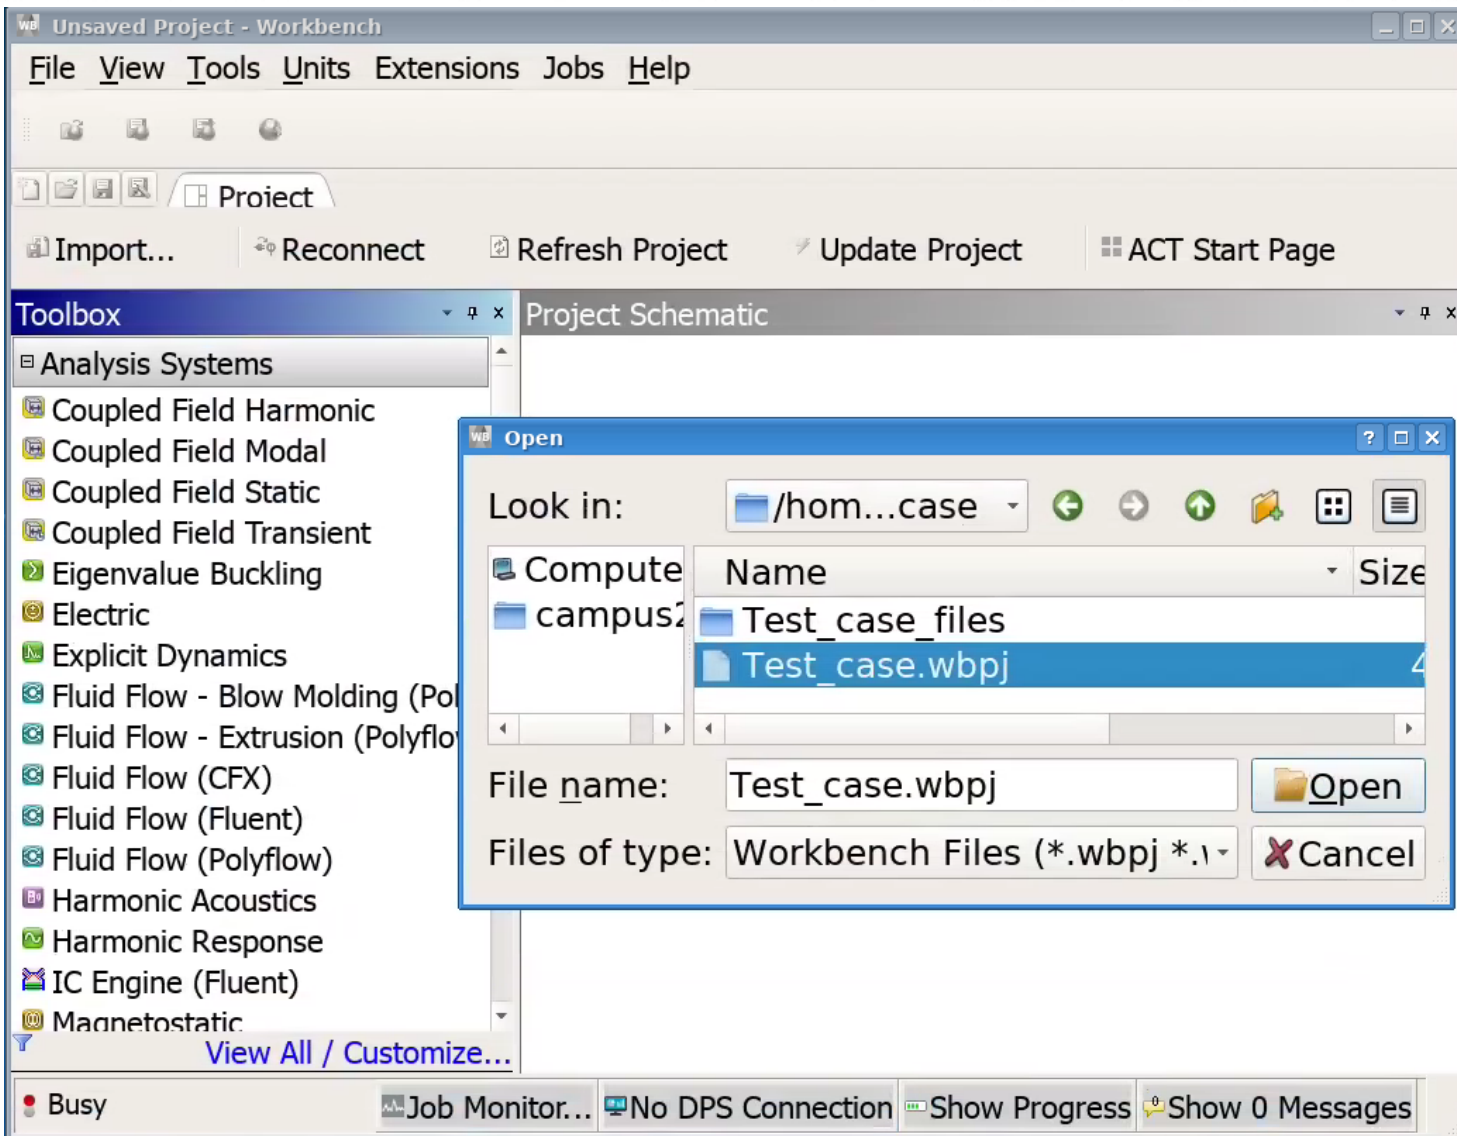 Unsaved Project - Workbench
File View Tools Units Extensions Jobs Help
Project
Import... Reconnect Refresh Project Update Project ACT Start Page
Toolbox
Project Schematic
Analysis Systems
Coupled Field Harmonic
Coupled Field Modal
Coupled Field Static
Coupled Field Transient
Eigenvalue Buckling
Electric
Explicit Dynamics
Fluid Flow - Blow Molding (Pol
Fluid Flow - Extrusion (Polyflo
Fluid Flow (CFX)
Fluid Flow (Fluent)
Fluid Flow (Polyflow)
Harmonic Acoustics
Harmonic Response
IC Engine (Fluent)
Magnetostatic
View All / Customize...
WB Open
Look in: /hom...case
Compute
campus2
Name Size
Test_case_files
Test_case.wbpj 4
File name: Test_case.wbpj Open
Files of type: Workbench Files (*.wbpj *. Cancel
Busy Job Monitor... No DPS Connection Show Progress Show 0 Messages